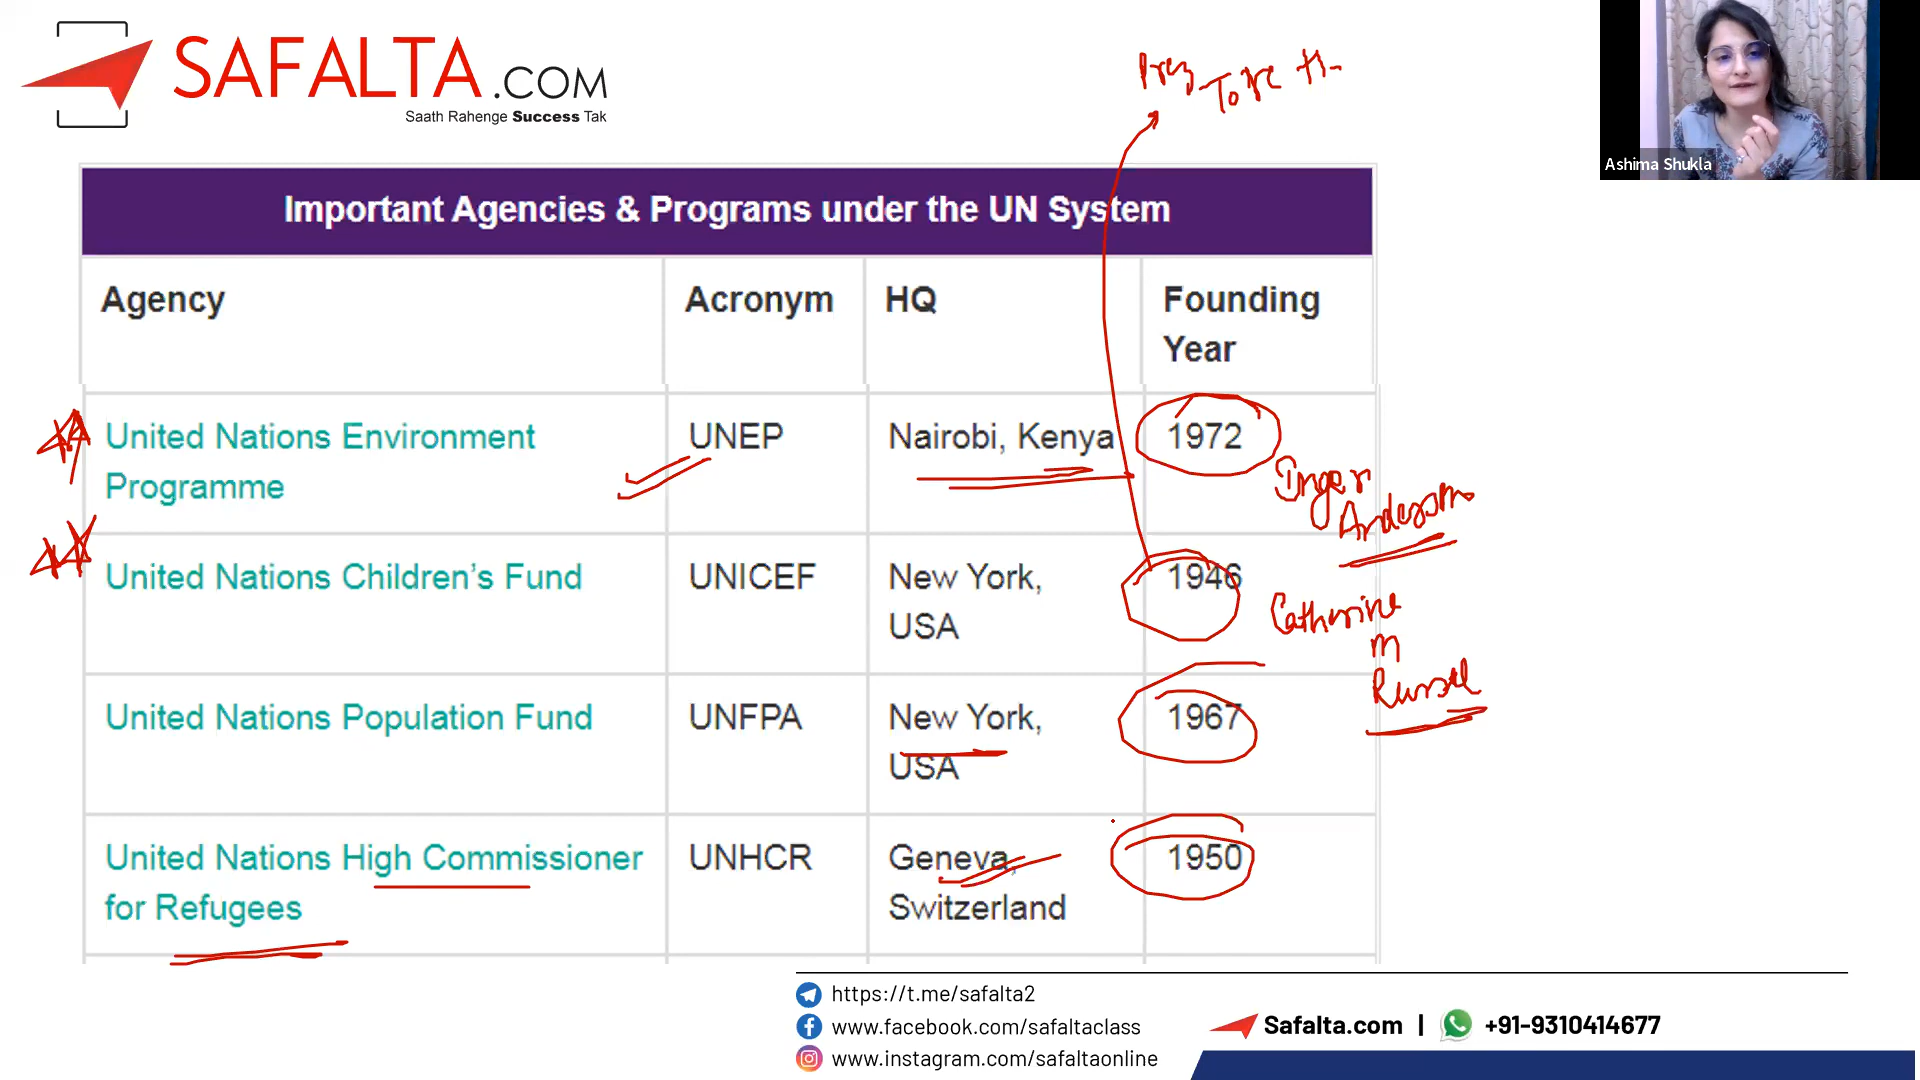 SAFALTA.COM
Saath Rahenge Success Tak
Ashima Shukla
Important Agencies & Programs under the UN System
Agency Acronym HQ Founding Year
United Nations Environment Programme UNEP Nairobi, Kenya 1972
Inger
Anderson
United Nations Children's Fund UNICEF New York, USA 1946
Catherine
M
Russel
United Nations Population Fund UNFPA New York, USA 1967
United Nations High Commissioner for Refugees UNHCR Geneva, Switzerland 1950
https://t.me/safalta2
www.facebook.com/safaltaclass
www.instagram.com/safaltaonline
Safalta.com | +91-9310414677